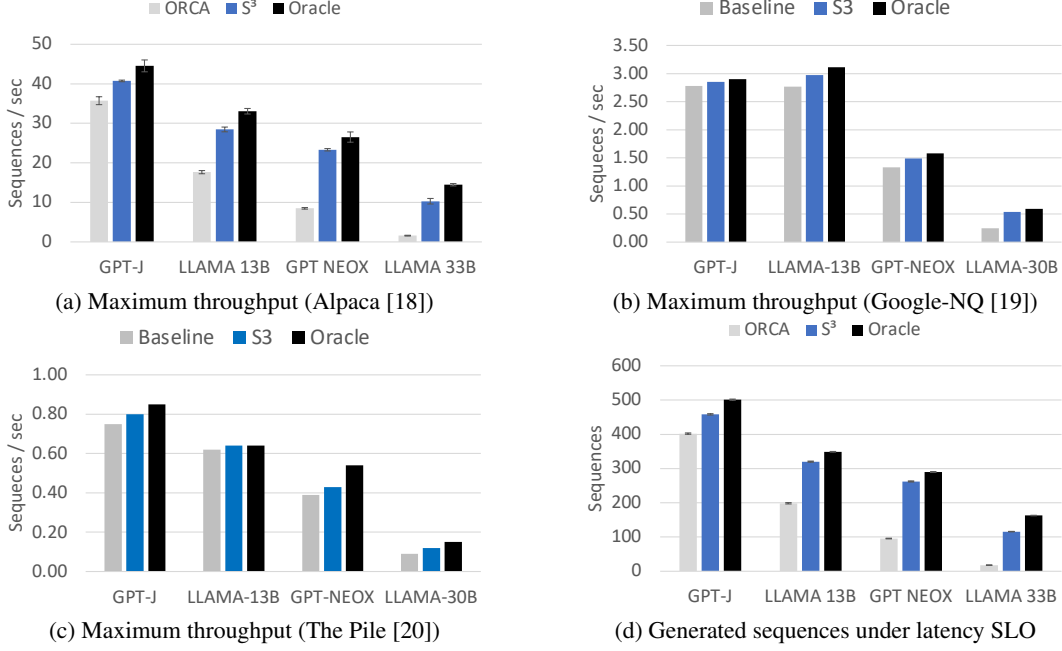 ORCA S³ Oracle
50
40
30
20
10
0
Sequences / sec
GPT-J LLAMA 13B GPT NEOX LLAMA 33B
(a) Maximum throughput (Alpaca [18])
Baseline S3 Oracle
3.50
3.00
2.50
2.00
1.50
1.00
0.50
0.00
Sequeces / sec
GPT-J LLAMA-13B GPT-NEOX LLAMA-30B
(b) Maximum throughput (Google-NQ [19])
Baseline S3 Oracle
1.00
0.80
0.60
0.40
0.20
0.00
Sequeces / sec
GPT-J LLAMA-13B GPT-NEOX LLAMA-30B
(c) Maximum throughput (The Pile [20])
ORCA S³ Oracle
600
500
400
300
200
100
0
Sequences
GPT-J LLAMA 13B GPT NEOX LLAMA 33B
(d) Generated sequences under latency SLO